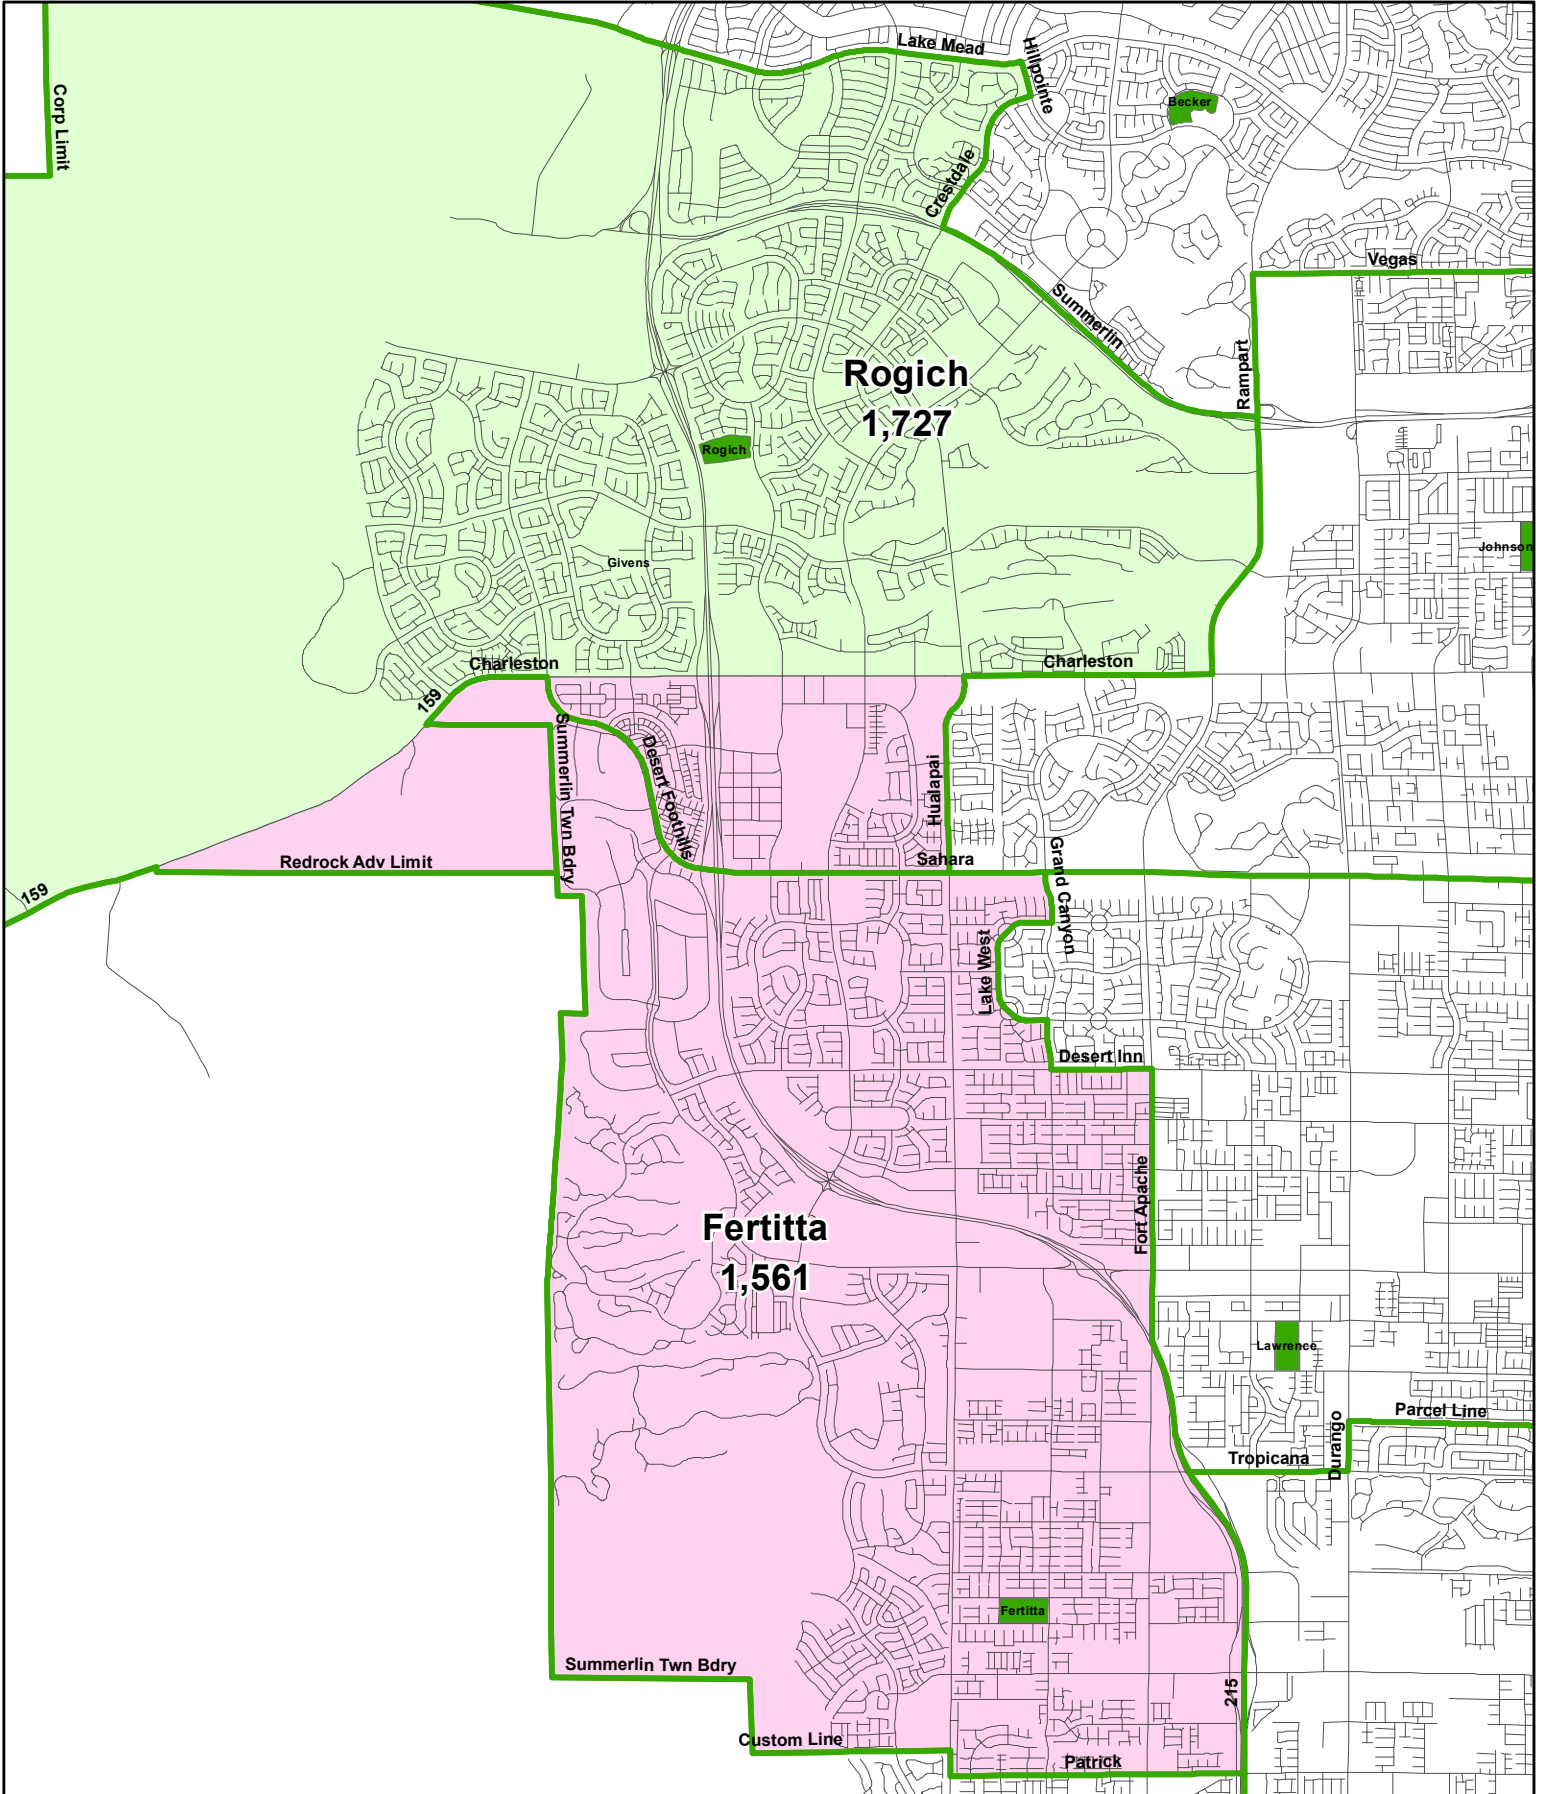 Lake Mead
Hillpointe
Corp Limit
Becker
Crestdale
Vegas
Summerlin
Rampart
Rogich
1,727
Rogich
Johnson
Givens
Charleston
Charleston
159
Summerlin Twn Bdry
Desert Foothills
Hualapai
Sahara
Grand Canyon
Redrock Adv Limit
159
Lake West
Desert Inn
Fort Apache
Fertitta
1,561
Lawrence
Parcel Line
Durango
Tropicana
Fertitta
Summerlin Twn Bdry
215
Custom Line
Patrick